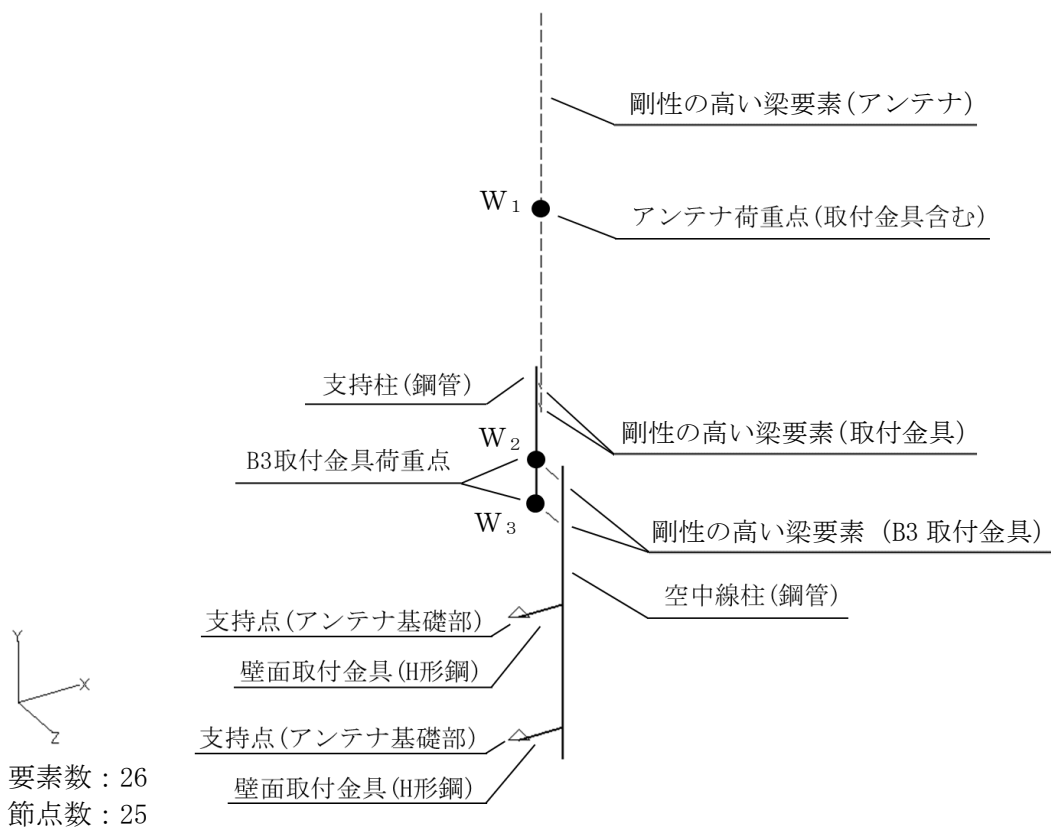 剛性の高い梁要素(アンテナ)
W₁
アンテナ荷重点(取付金具含む)
支持柱(鋼管)
剛性の高い梁要素(取付金具)
W₂
B3取付金具荷重点
W₃
剛性の高い梁要素 (B3 取付金具)
空中線柱(鋼管)
支持点(アンテナ基礎部)
壁面取付金具(H形鋼)
支持点(アンテナ基礎部)
壁面取付金具(H形鋼)
Y
X
Z
要素数：26
節点数：25